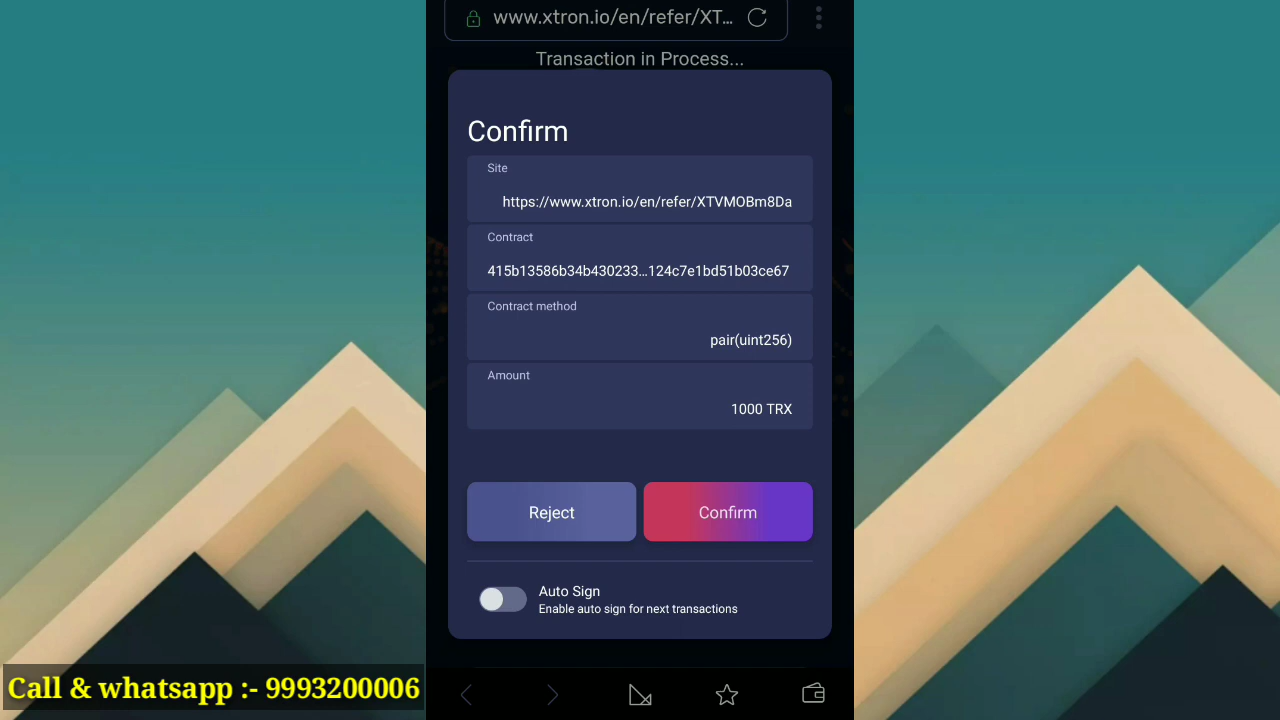 www.xtron.io/en/refer/XT...
Transaction in Process...
Confirm
Site
https://www.xtron.io/en/refer/XTVMOBm8Da
Contract
415b13586b34b430233...124c7e1bd51b03ce67
Contract method
pair(uint256)
Amount
1000 TRX
Reject
Confirm
Auto Sign
Enable auto sign for next transactions
Call & whatsapp :- 9993200006